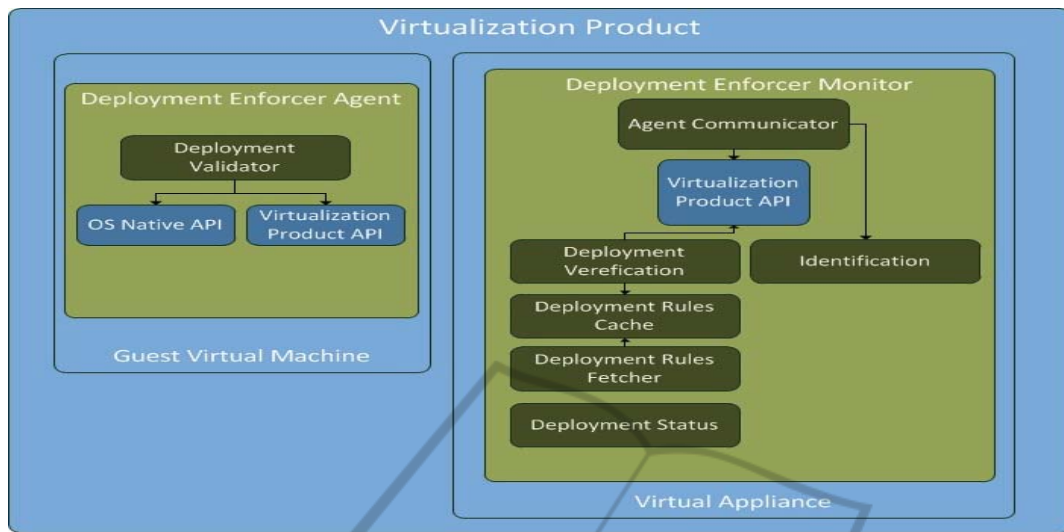 Virtualization Product
Deployment Enforcer Agent
Deployment
Validator
OS Native API
Virtualization
Product API
Guest Virtual Machine
Deployment Enforcer Monitor
Agent Communicator
Virtualization
Product API
Deployment
Verefication
Identification
Deployment Rules
Cache
Deployment Rules
Fetcher
Deployment Status
Virtual Appliance